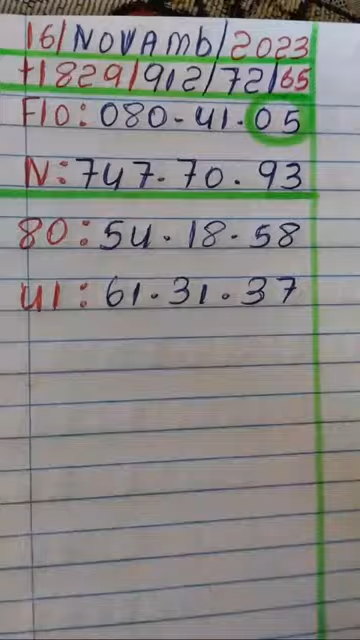 16/NOVAMB/2023
+1829/912/72/65
F10:080-41-05
N:747-70-93
80:54-18-58
41:61-31-37